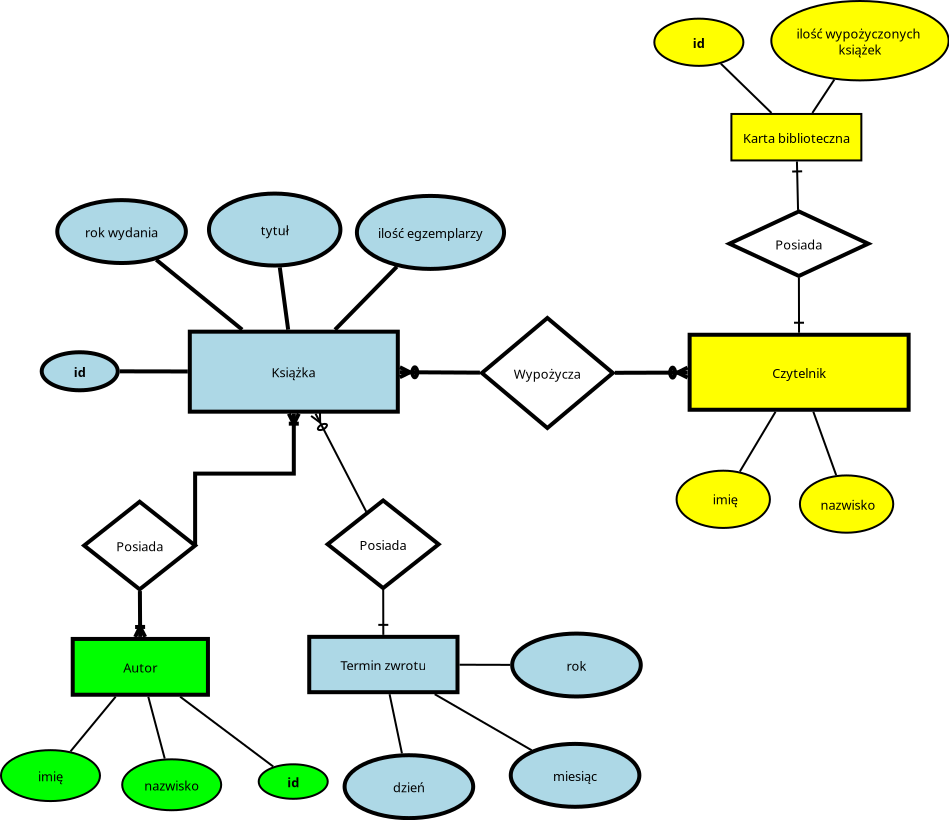 id
ilość wypożyczonych
książek
Karta biblioteczna
Posiada
rok wydania
tytuł
ilość egzemplarzy
id
Książka
Wypożycza
Czytelnik
imię
nazwisko
Posiada
Posiada
Autor
Termin zwrotu
rok
imię
nazwisko
id
dzień
miesiąc